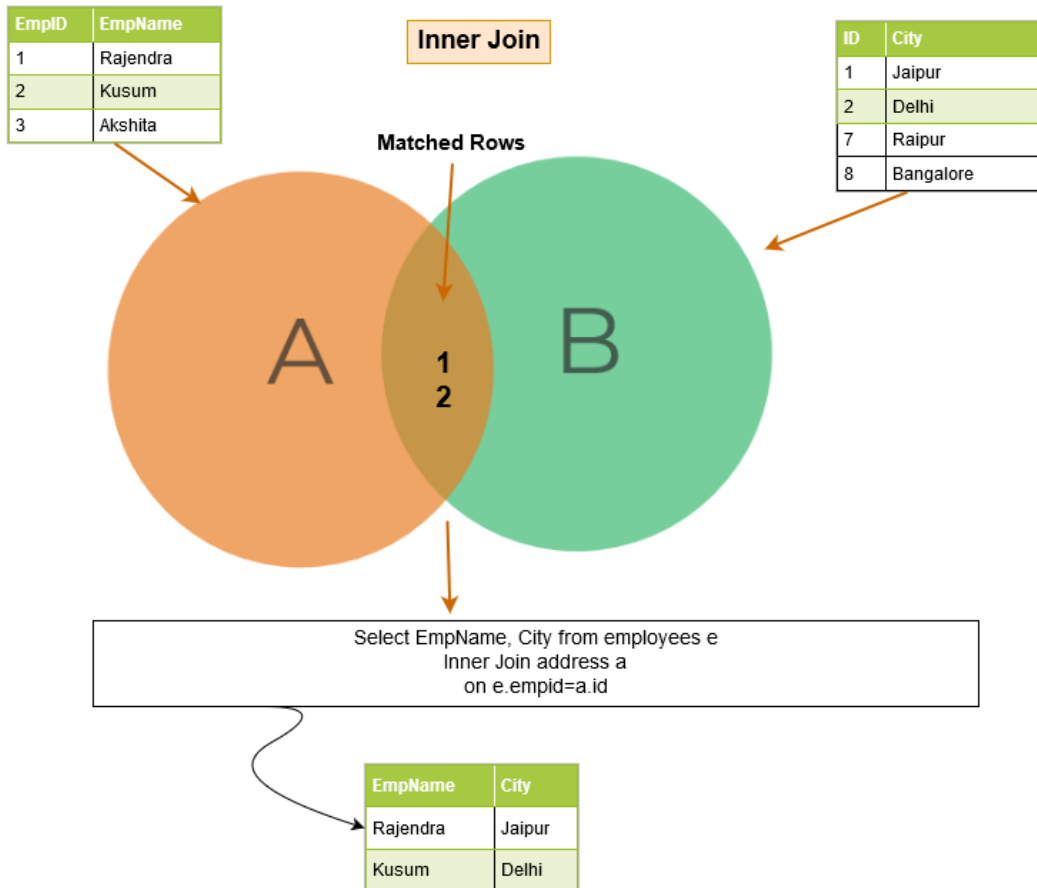 EmpID EmpName
1 Rajendra
2 Kusum
3 Akshita
Inner Join
ID City
1 Jaipur
2 Delhi
7 Raipur
8 Bangalore
Matched Rows
A
B
1
2
Select EmpName, City from employees e
Inner Join address a
on e.empid=a.id
EmpName City
Rajendra Jaipur
Kusum Delhi